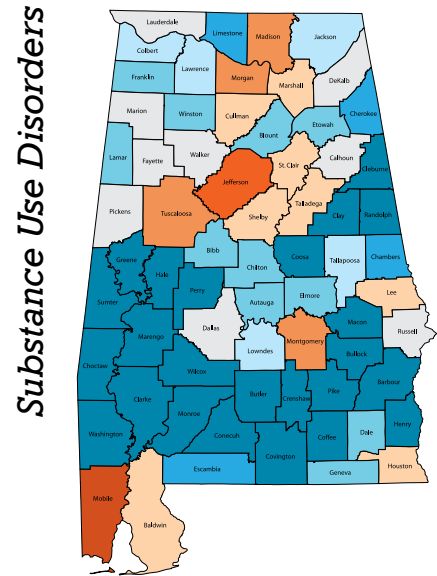 Substance Use Disorders
Lauderdale
Limestone
Madison
Jackson
Colbert
Lawrence
Franklin
Morgan
Marshall
DeKalb
Marion
Winston
Cullman
Cherokee
Etowah
Blount
Lamar
Fayette
Walker
Calhoun
St. Clair
Cleburne
Jefferson
Talladega
Pickens
Tuscaloosa
Shelby
Clay
Randolph
Bibb
Greene
Hale
Chilton
Coosa
Tallapoosa
Chambers
Perry
Sumter
Autauga
Elmore
Lee
Macon
Dallas
Russell
Marengo
Montgomery
Lowndes
Bullock
Choctaw
Wilcox
Barbour
Clarke
Butler
Crenshaw
Pike
Monroe
Henry
Washington
Conecuh
Coffee
Dale
Covington
Escambia
Geneva
Houston
Mobile
Baldwin